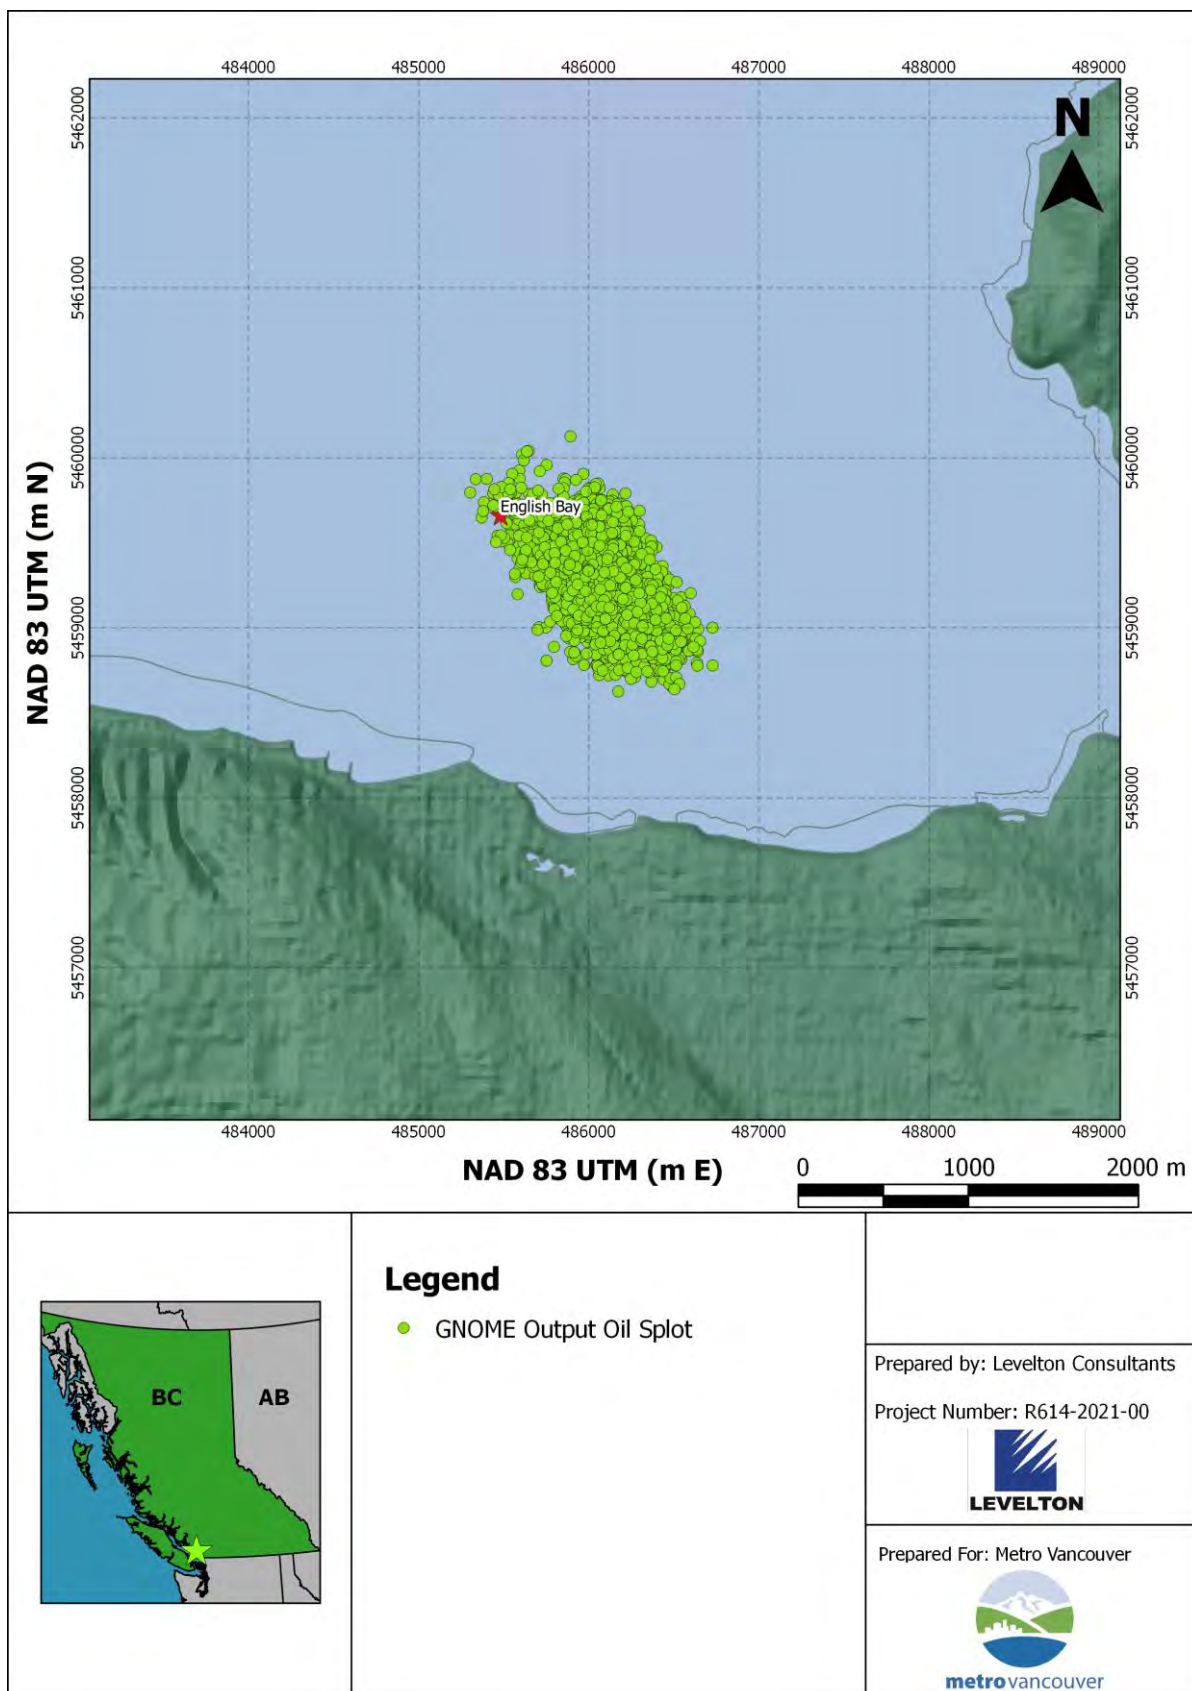 484000 485000 486000 487000 488000 489000
N
5462000 5462000
5461000 5461000
5460000 5460000
English Bay
5459000 5459000
5458000 5458000
5457000 5457000
NAD 83 UTM (m N)
484000 485000 486000 487000 488000 489000
NAD 83 UTM (m E)
0 1000 2000 m
BC AB
Legend
GNOME Output Oil Splot
Prepared by: Levelton Consultants
Project Number: R614-2021-00
LEVELTON
Prepared For: Metro Vancouver
metrovancouver